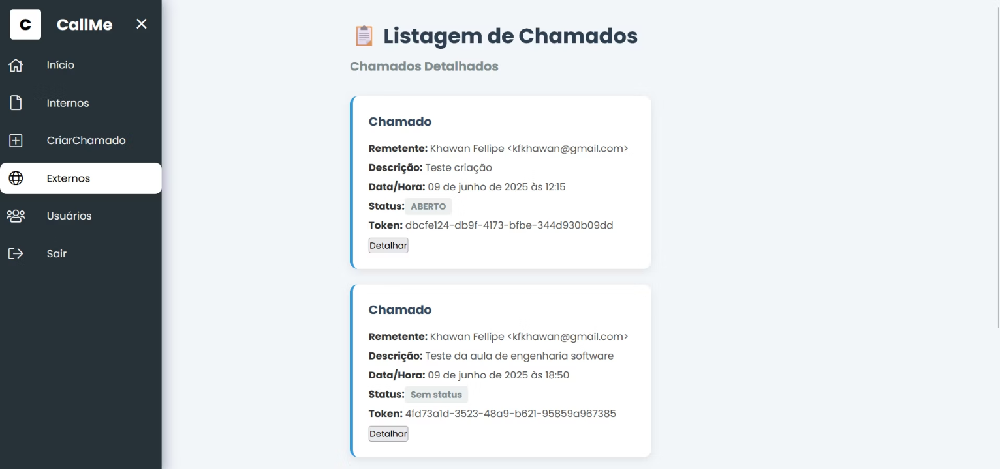 C CallMe
Início
Internos
CriarChamado
Externos
Usuários
Sair
Listagem de Chamados
Chamados Detalhados
Chamado
Remetente: Khawan Fellipe <kfkhawan@gmail.com>
Descrição: Teste criação
Data/Hora: 09 de junho de 2025 às 12:15
Status: ABERTO
Token: dbcfe124-db9f-4173-bfbe-344d930b09dd
Detalhar
Chamado
Remetente: Khawan Fellipe <kfkhawan@gmail.com>
Descrição: Teste da aula de engenharia software
Data/Hora: 09 de junho de 2025 às 18:50
Status: Sem status
Token: 4fd73a1d-3523-48a9-b621-95859a967385
Detalhar